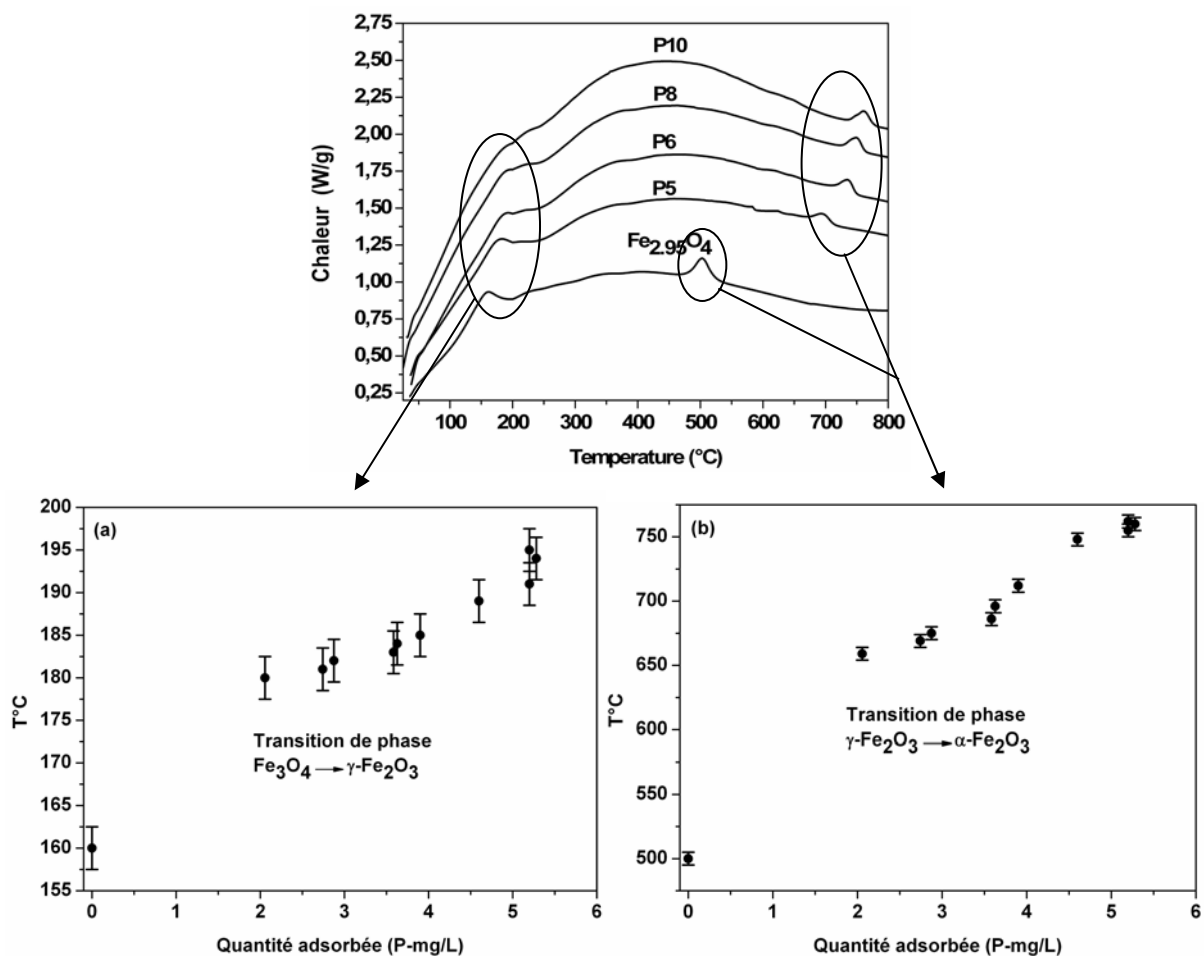 2,75
2,50
2,25
2,00
1,75
1,50
1,25
1,00
0,75
0,50
0,25
Chaleur (W/g)
P10
P8
P6
P5
Fe2.95O4
100 200 300 400 500 600 700 800
Temperature (°C)
(a)
200
195
190
185
180
175
170
165
160
155
T°C
Transition de phase
Fe3O4 → γ-Fe2O3
0 1 2 3 4 5 6
Quantité adsorbée (P-mg/L)
(b)
750
700
650
600
550
500
T°C
Transition de phase
γ-Fe2O3 → α-Fe2O3
0 1 2 3 4 5 6
Quantité adsorbée (P-mg/L)